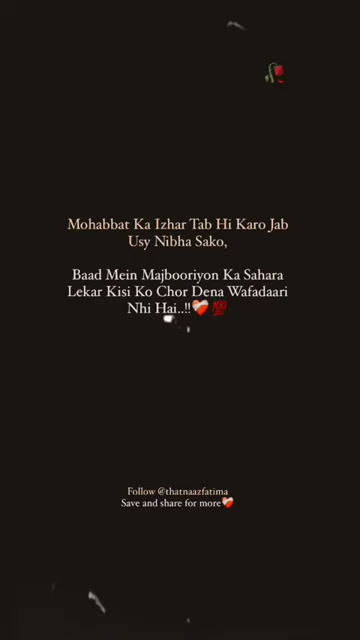 Mohabbat Ka Izhar Tab Hi Karo Jab
Usy Nibha Sako,
Baad Mein Majbooriyon Ka Sahara
Lekar Kisi Ko Chor Dena Wafadaari
Nhi Hai..!!❤️‍🩹💯
Follow @thatnaazfatima
Save and share for more❤️‍🩹